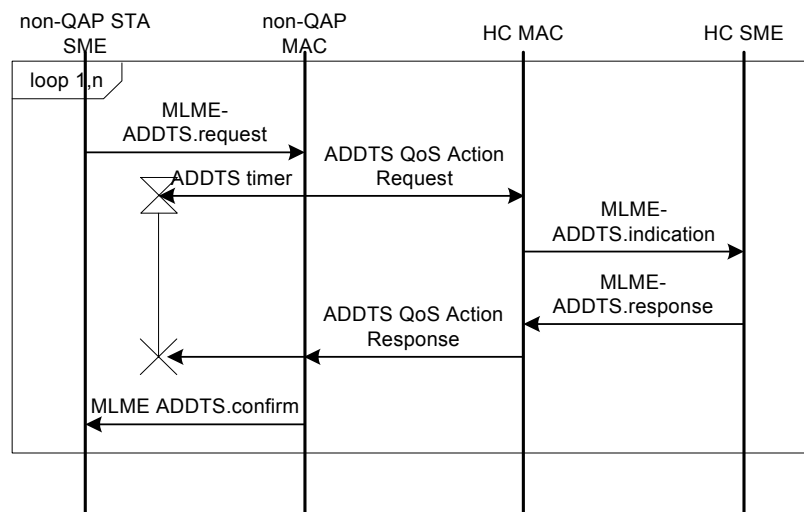 non-QAP STA
SME
non-QAP
MAC
HC MAC
HC SME
loop 1,n
MLME-
ADDTS.request
ADDTS timer
ADDTS QoS Action
Request
MLME-
ADDTS.indication
MLME-
ADDTS.response
ADDTS QoS Action
Response
MLME ADDTS.confirm